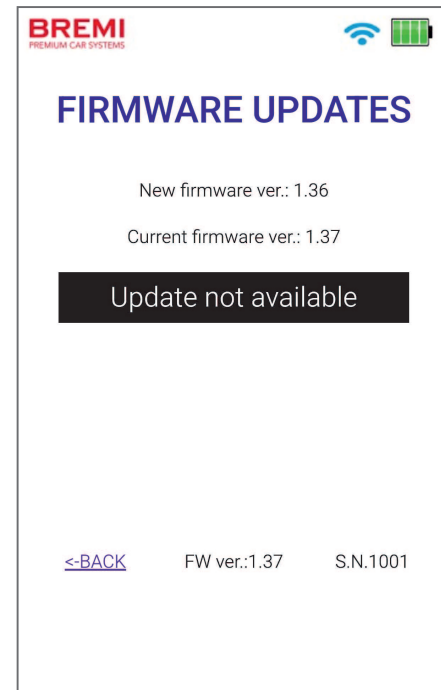 BREMI
PREMIUM CAR SYSTEMS
FIRMWARE UPDATES
New firmware ver.: 1.36
Current firmware ver.: 1.37
Update not available
<-BACK FW ver.:1.37 S.N.1001